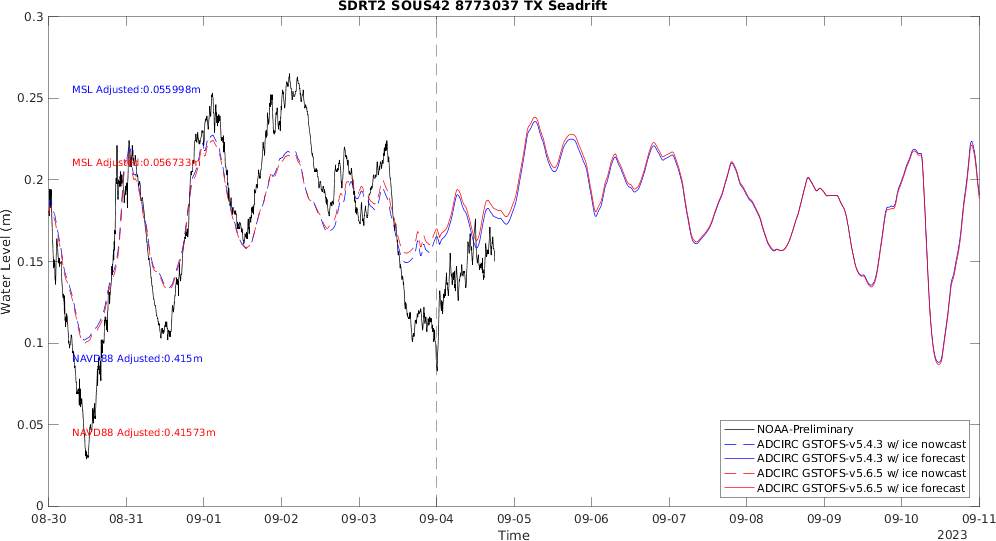 SDRT2 SOUS42 8773037 TX Seadrift
0.3
0.25
0.2
0.15
0.1
0.05
0
Water Level (m)
MSL Adjusted:0.055998m
MSL Adjusted:0.056733m
NAVD88 Adjusted:0.415m
NAVD88 Adjusted:0.41573m
NOAA-Preliminary
ADCIRC GSTOFS-v5.4.3 w/ ice nowcast
ADCIRC GSTOFS-v5.4.3 w/ ice forecast
ADCIRC GSTOFS-v5.6.5 w/ ice nowcast
ADCIRC GSTOFS-v5.6.5 w/ ice forecast
08-30 08-31 09-01 09-02 09-03 09-04 09-05 09-06 09-07 09-08 09-09 09-10 09-11
Time
2023